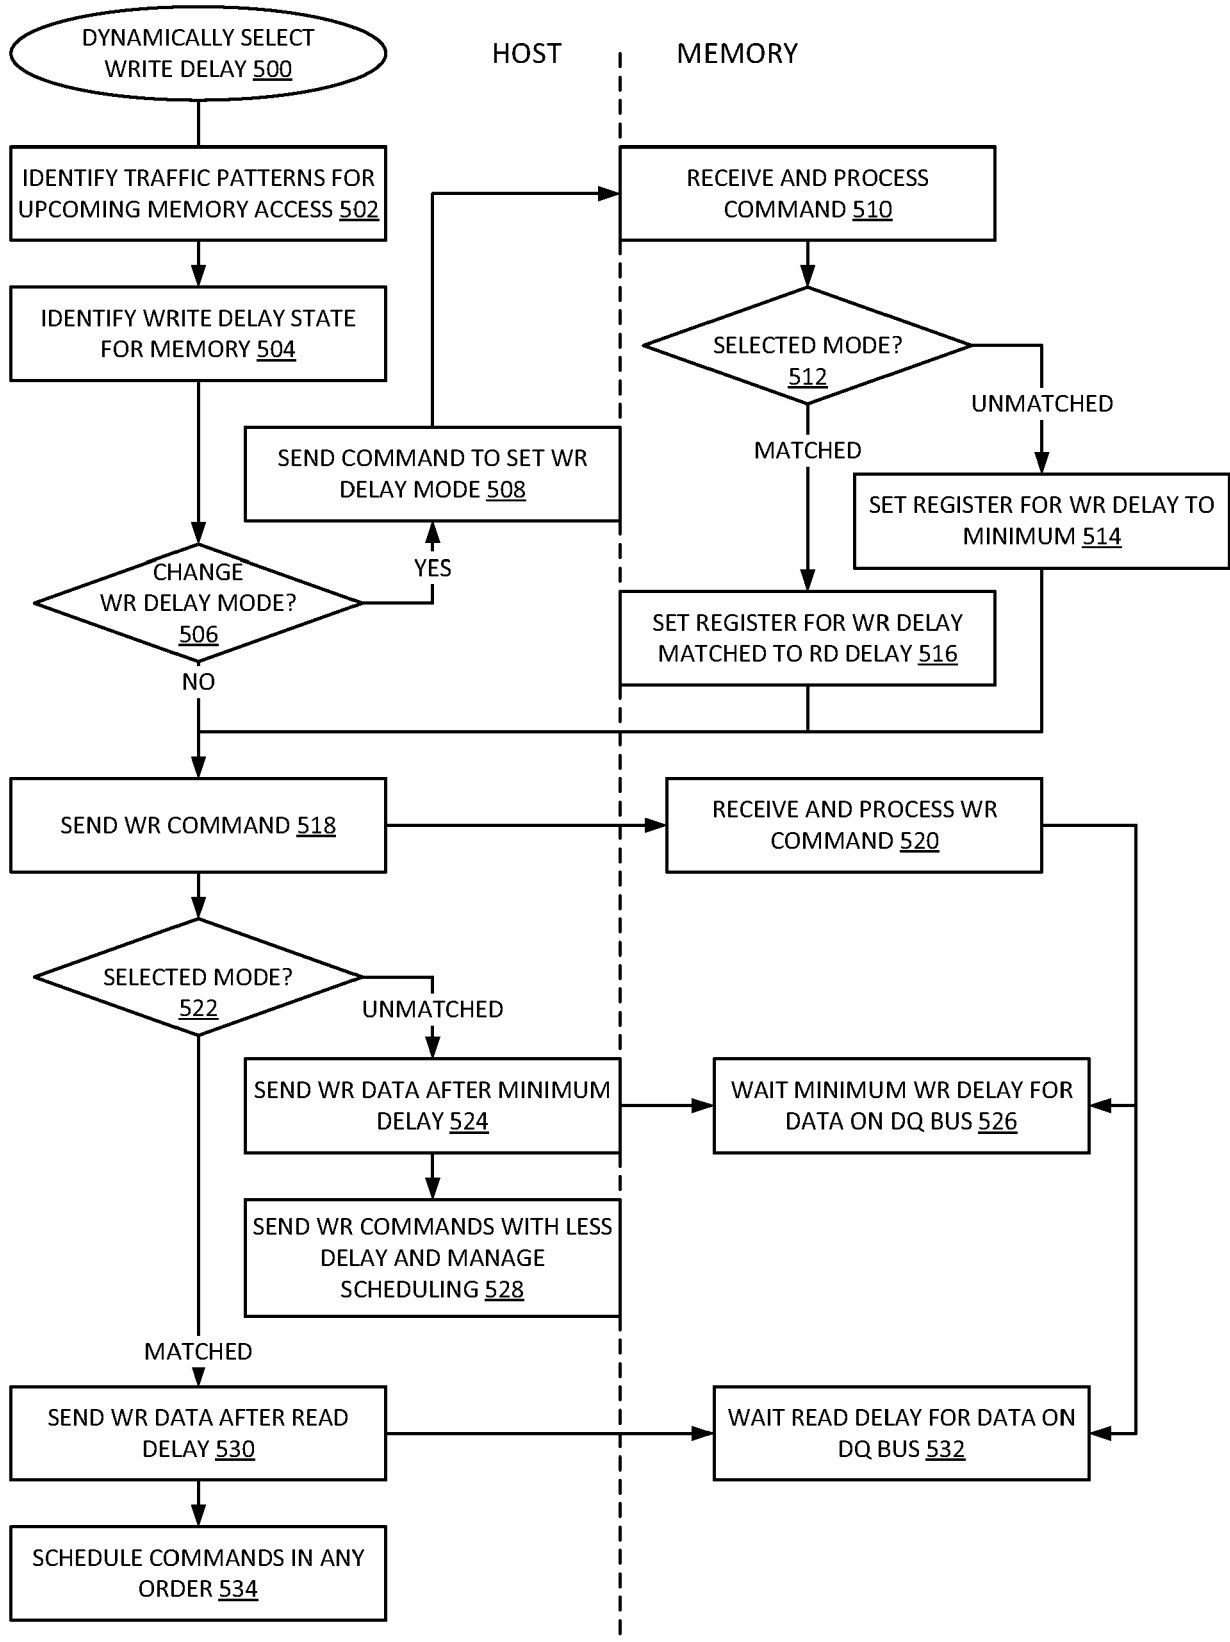 DYNAMICALLY SELECT
WRITE DELAY 500
HOST
MEMORY
IDENTIFY TRAFFIC PATTERNS FOR
UPCOMING MEMORY ACCESS 502
RECEIVE AND PROCESS
COMMAND 510
IDENTIFY WRITE DELAY STATE
FOR MEMORY 504
SELECTED MODE?
512
UNMATCHED
MATCHED
SEND COMMAND TO SET WR
DELAY MODE 508
SET REGISTER FOR WR DELAY TO
MINIMUM 514
YES
CHANGE
WR DELAY MODE?
506
SET REGISTER FOR WR DELAY
MATCHED TO RD DELAY 516
NO
SEND WR COMMAND 518
RECEIVE AND PROCESS WR
COMMAND 520
SELECTED MODE?
522
UNMATCHED
SEND WR DATA AFTER MINIMUM
DELAY 524
WAIT MINIMUM WR DELAY FOR
DATA ON DQ BUS 526
SEND WR COMMANDS WITH LESS
DELAY AND MANAGE
SCHEDULING 528
MATCHED
SEND WR DATA AFTER READ
DELAY 530
WAIT READ DELAY FOR DATA ON
DQ BUS 532
SCHEDULE COMMANDS IN ANY
ORDER 534